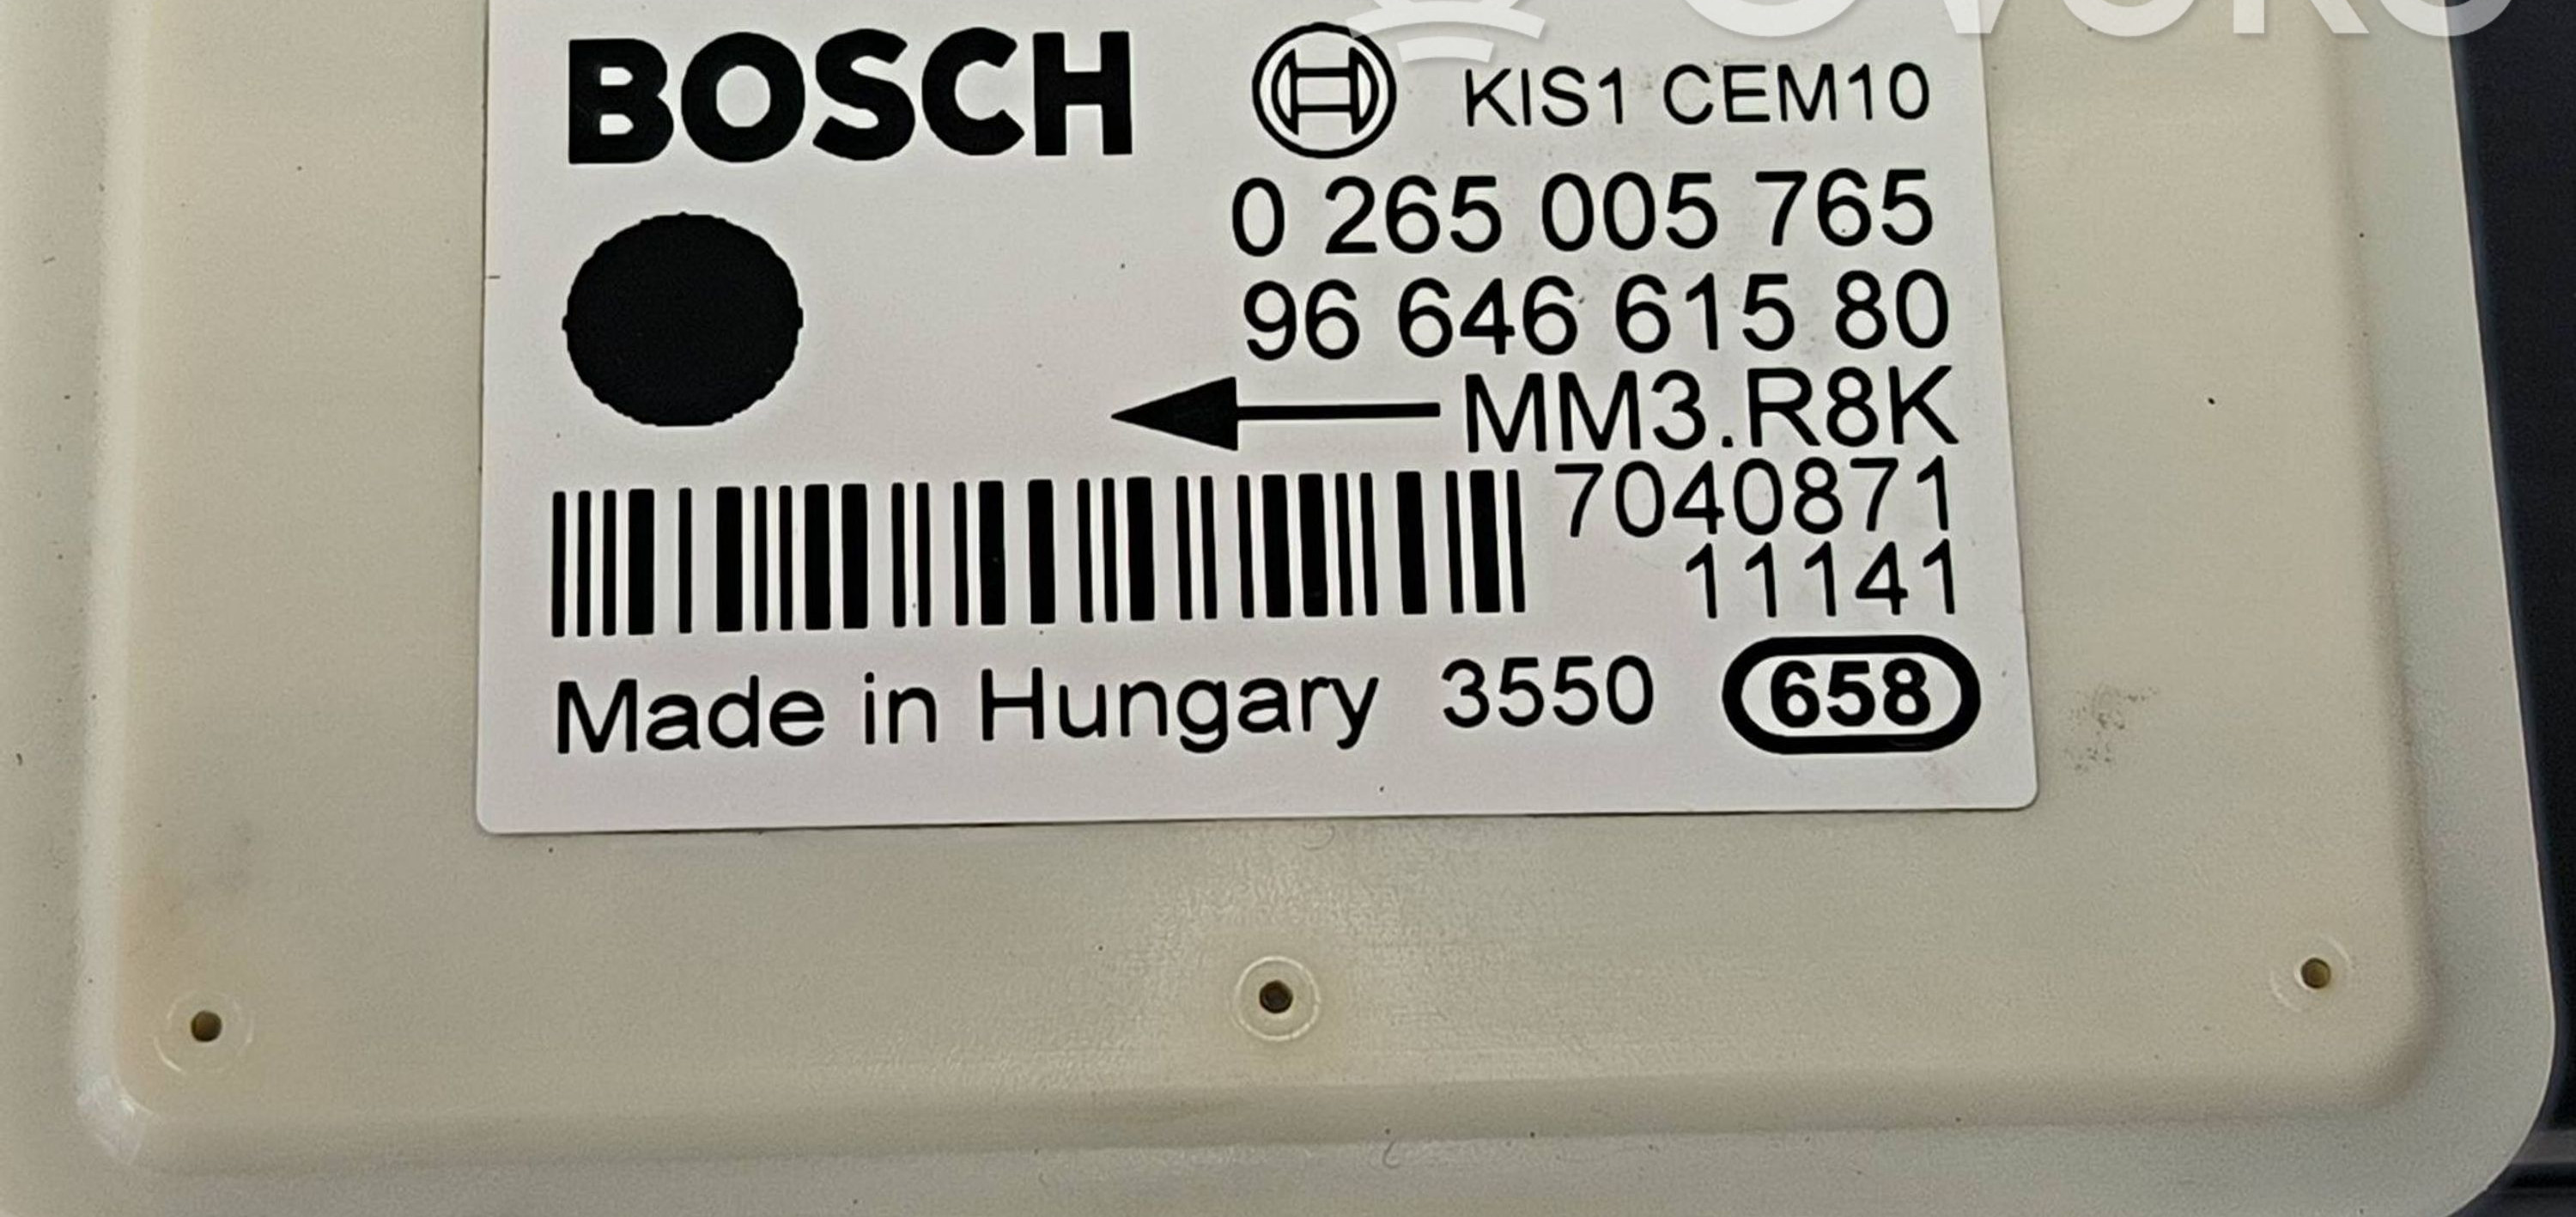 BOSCH KIS1 CEM10
0 265 005 765
96 646 615 80
MM3.R8K
7040871
11141
Made in Hungary 3550 658